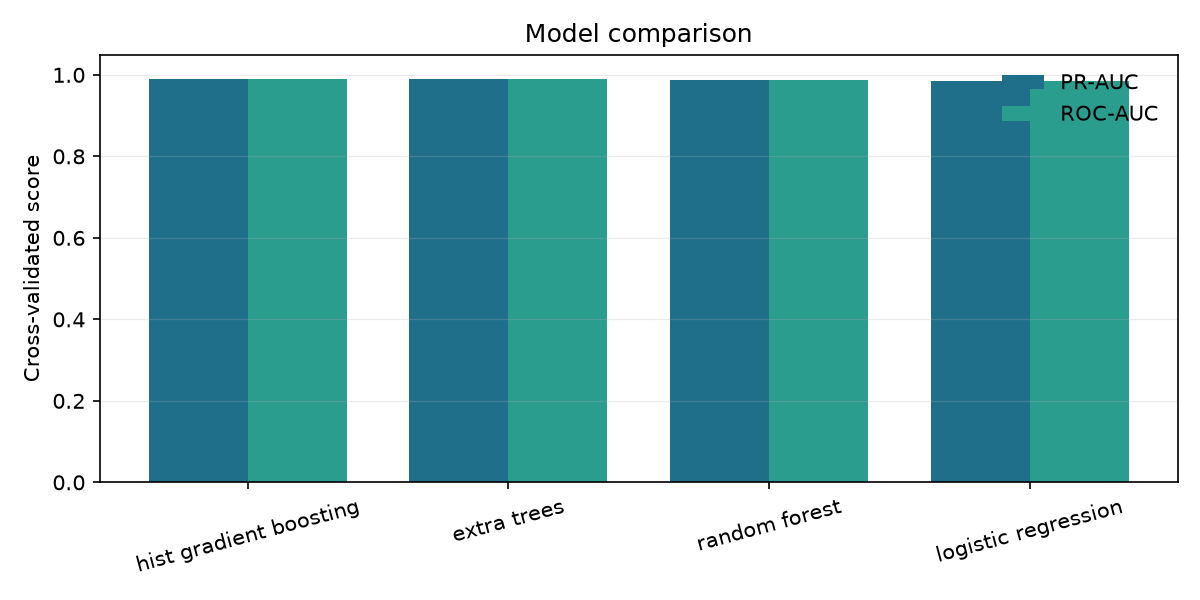 Model comparison
Cross-validated score
1.0
0.8
0.6
0.4
0.2
0.0
PR-AUC
ROC-AUC
hist gradient boosting
extra trees
random forest
logistic regression